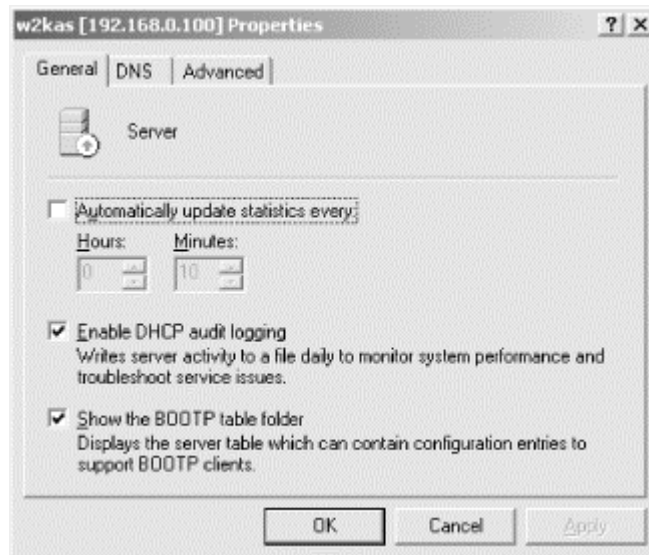 w2kas [192.168.0.100] Properties
General DNS Advanced
Server
Automatically update statistics every:
Hours: Minutes:
0 10
Enable DHCP audit logging
Writes server activity to a file daily to monitor system performance and
troubleshoot service issues.
Show the BOOTP table folder
Displays the server table which can contain configuration entries to
support BOOTP clients.
OK Cancel Apply